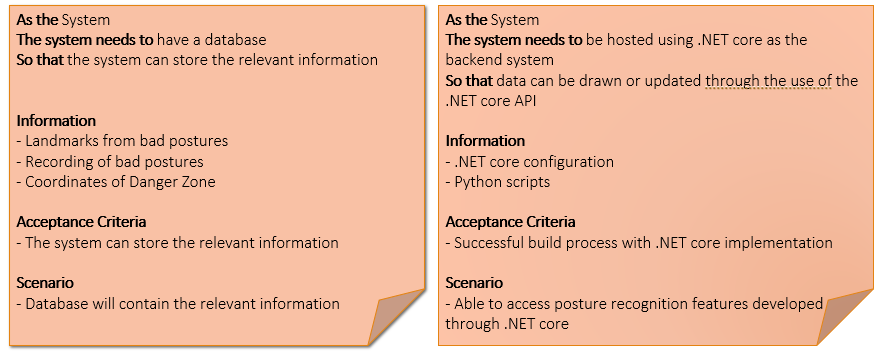 As the System
The system needs to have a database
So that the system can store the relevant information
Information
- Landmarks from bad postures
- Recording of bad postures
- Coordinates of Danger Zone
Acceptance Criteria
- The system can store the relevant information
Scenario
- Database will contain the relevant information
As the System
The system needs to be hosted using .NET core as the
backend system
So that data can be drawn or updated through the use of the
.NET core API
Information
- .NET core configuration
- Python scripts
Acceptance Criteria
- Successful build process with .NET core implementation
Scenario
- Able to access posture recognition features developed
through .NET core